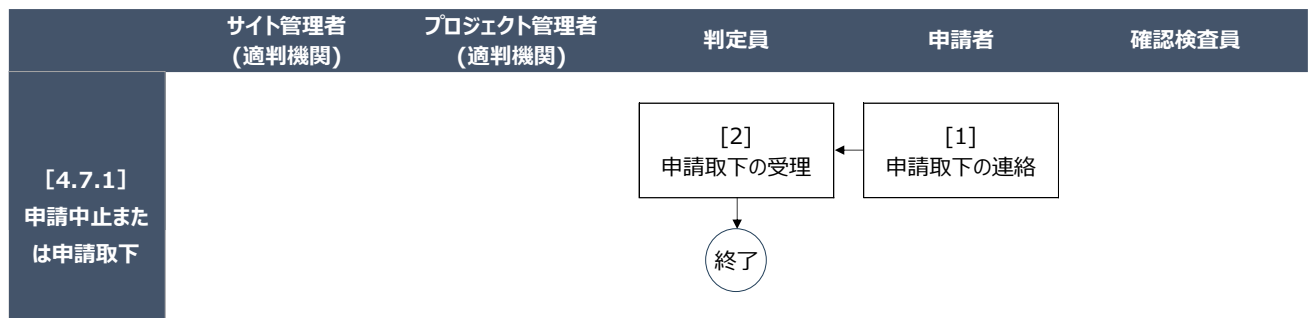 サイト管理者
(適判機関)
プロジェクト管理者
(適判機関)
判定員
申請者
確認検査員
[4.7.1]
申請中止また
は申請取下
[2]
申請取下の受理
[1]
申請取下の連絡
終了